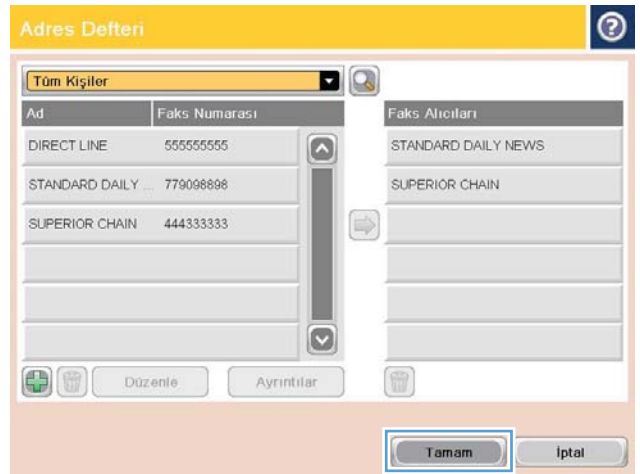 Adres Defteri
Tüm Kişiler
Ad Faks Numarası Faks Alıcıları
DIRECT LINE 555555555 STANDARD DAILY NEWS
STANDARD DAILY ... 779098898 SUPERIOR CHAIN
SUPERIOR CHAIN 444333333
Düzenle Ayrıntılar
Tamam İptal